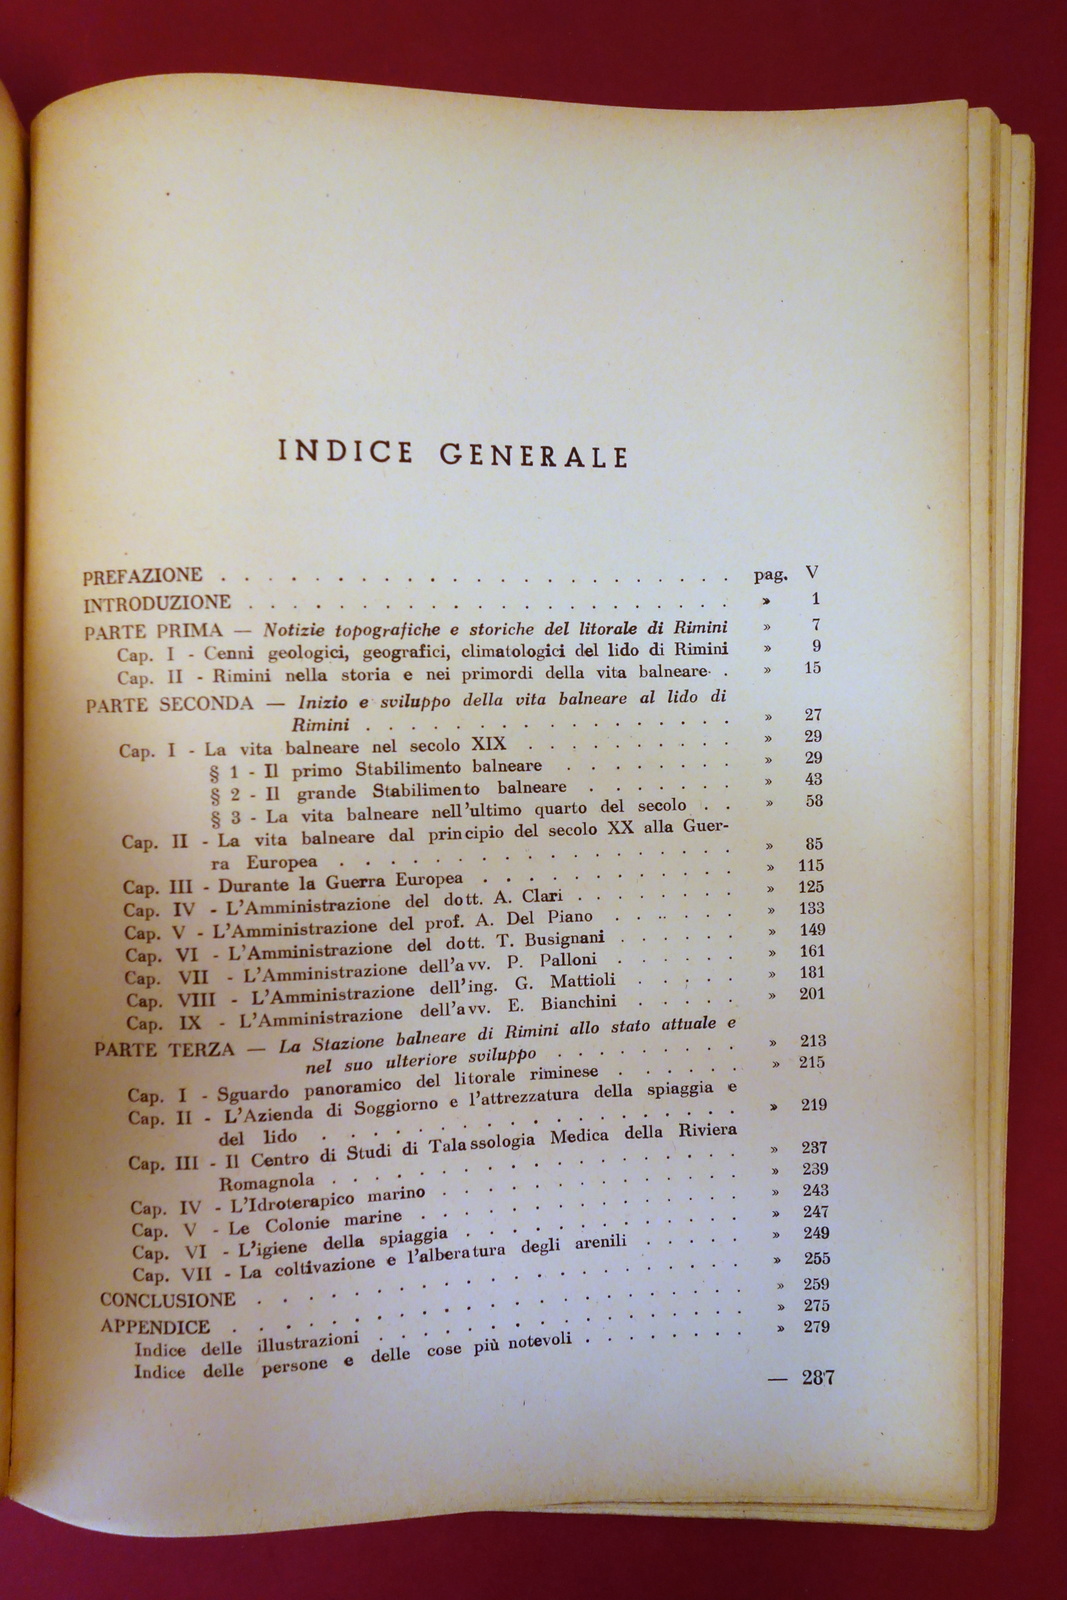 INDICE GENERALE
PREFAZIONE . . . . . . . . . . . . . . . . . . . . . . pag. V
INTRODUZIONE . . . . . . . . . . . . . . . . . . . . . » 1
PARTE PRIMA — Notizie topografiche e storiche del litorale di Rimini » 7
Cap. I - Cenni geologici, geografici, climatologici del lido di Rimini » 9
Cap. II - Rimini nella storia e nei primordi della vita balneare . » 15
PARTE SECONDA — Inizio e sviluppo della vita balneare al lido di
Rimini . . . . . . . . . . . . . . . . . » 27
Cap. I - La vita balneare nel secolo XIX . . . . . . . . . . » 29
§ 1 - Il primo Stabilimento balneare . . . . . . . » 29
§ 2 - Il grande Stabilimento balneare . . . . . . . » 43
§ 3 - La vita balneare nell'ultimo quarto del secolo . . » 58
Cap. II - La vita balneare dal principio del secolo XX alla Guer-
ra Europea . . . . . . . . . . . . . . . . » 85
Cap. III - Durante la Guerra Europea . . . . . . . . . . . » 115
Cap. IV - L'Amministrazione del dott. A. Clari . . . . . . . » 125
Cap. V - L'Amministrazione del prof. A. Del Piano . . . . . . » 133
Cap. VI - L'Amministrazione del dott. T. Busignani . . . . . . » 149
Cap. VII - L'Amministrazione dell'avv. P. Palloni . . . . . . » 161
Cap. VIII - L'Amministrazione dell'ing. G. Mattioli . . . . . » 181
Cap. IX - L'Amministrazione dell'avv. E. Bianchini . . . . . » 201
PARTE TERZA — La Stazione balneare di Rimini allo stato attuale e
nel suo ulteriore sviluppo . . . . . . . . . » 213
Cap. I - Sguardo panoramico del litorale riminese . . . . . . » 215
Cap. II - L'Azienda di Soggiorno e l'attrezzatura della spiaggia e
del lido . . . . . . . . . . . . . . . . » 219
Cap. III - Il Centro di Studi di Talassologia Medica della Riviera
Romagnola . . . . . . . . . . . . . . . . » 237
Cap. IV - L'Idroterapico marino . . . . . . . . . . . . » 239
Cap. V - Le Colonie marine . . . . . . . . . . . . . » 243
Cap. VI - L'igiene della spiaggia . . . . . . . . . . . . » 247
Cap. VII - La coltivazione e l'alberatura degli arenili . . . . . » 249
CONCLUSIONE . . . . . . . . . . . . . . . . . . . . . » 255
APPENDICE . . . . . . . . . . . . . . . . . . . . . . » 259
Indice delle illustrazioni . . . . . . . . . . . . . . . » 275
Indice delle persone e delle cose più notevoli . . . . . . . » 279
— 287